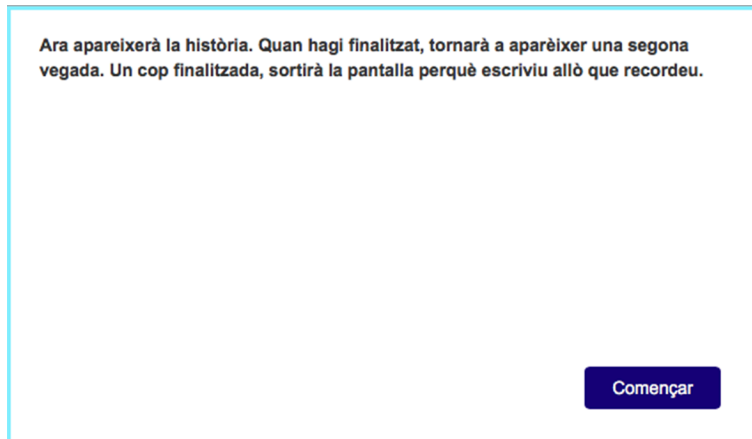 Ara apareixerà la història. Quan hagi finalitzat, tornarà a aparèixer una segona
vegada. Un cop finalitzada, sortirà la pantalla perquè escriviu allò que recordeu.
Començar